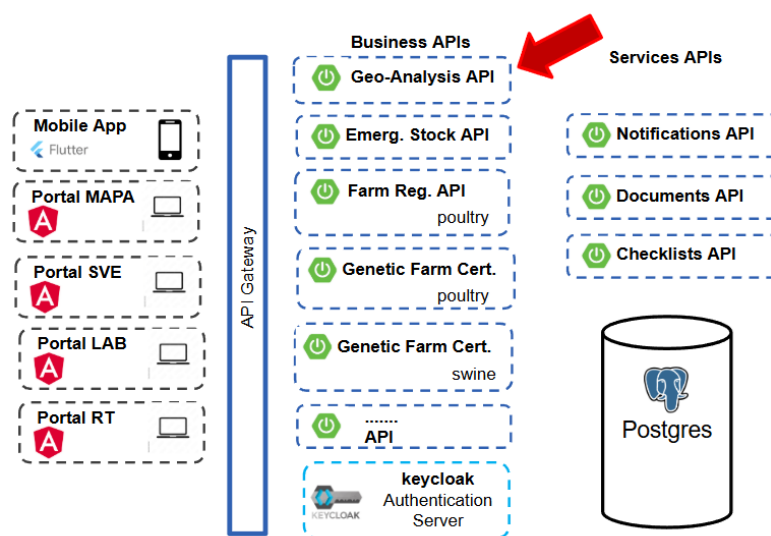 Business APIs
Services APIs
Geo-Analysis API
Mobile App
Flutter
Emerg. Stock API
Notifications API
Portal MAPA
Farm Reg. API
poultry
Documents API
Portal SVE
Genetic Farm Cert.
poultry
Checklists API
API Gateway
Portal LAB
Genetic Farm Cert.
swine
Portal RT
.......
API
Postgres
keycloak
Authentication
Server
KEYCLOAK